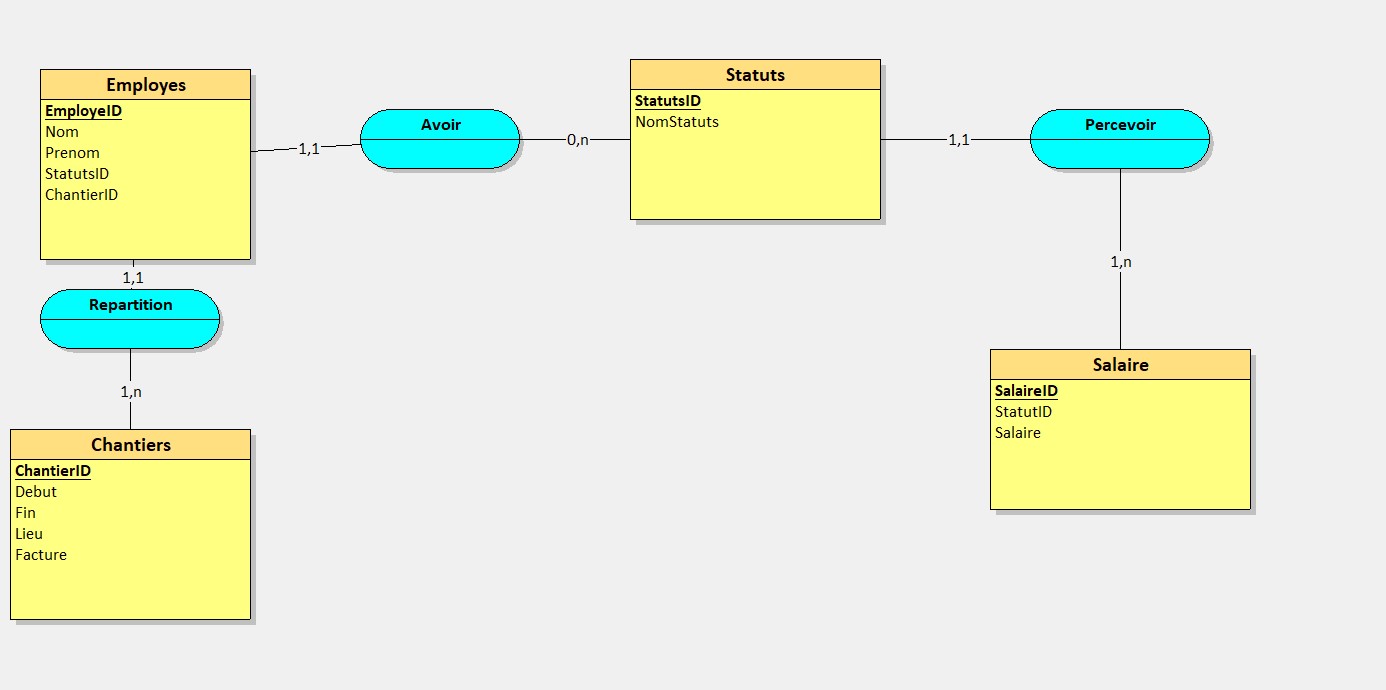 Employes
EmployeID
Nom
Prenom
StatutsID
ChantierID
1,1
Avoir
0,n
Statuts
StatutsID
NomStatuts
1,1
Percevoir
1,n
Salaire
SalaireID
StatutID
Salaire
1,1
Repartition
1,n
Chantiers
ChantierID
Debut
Fin
Lieu
Facture